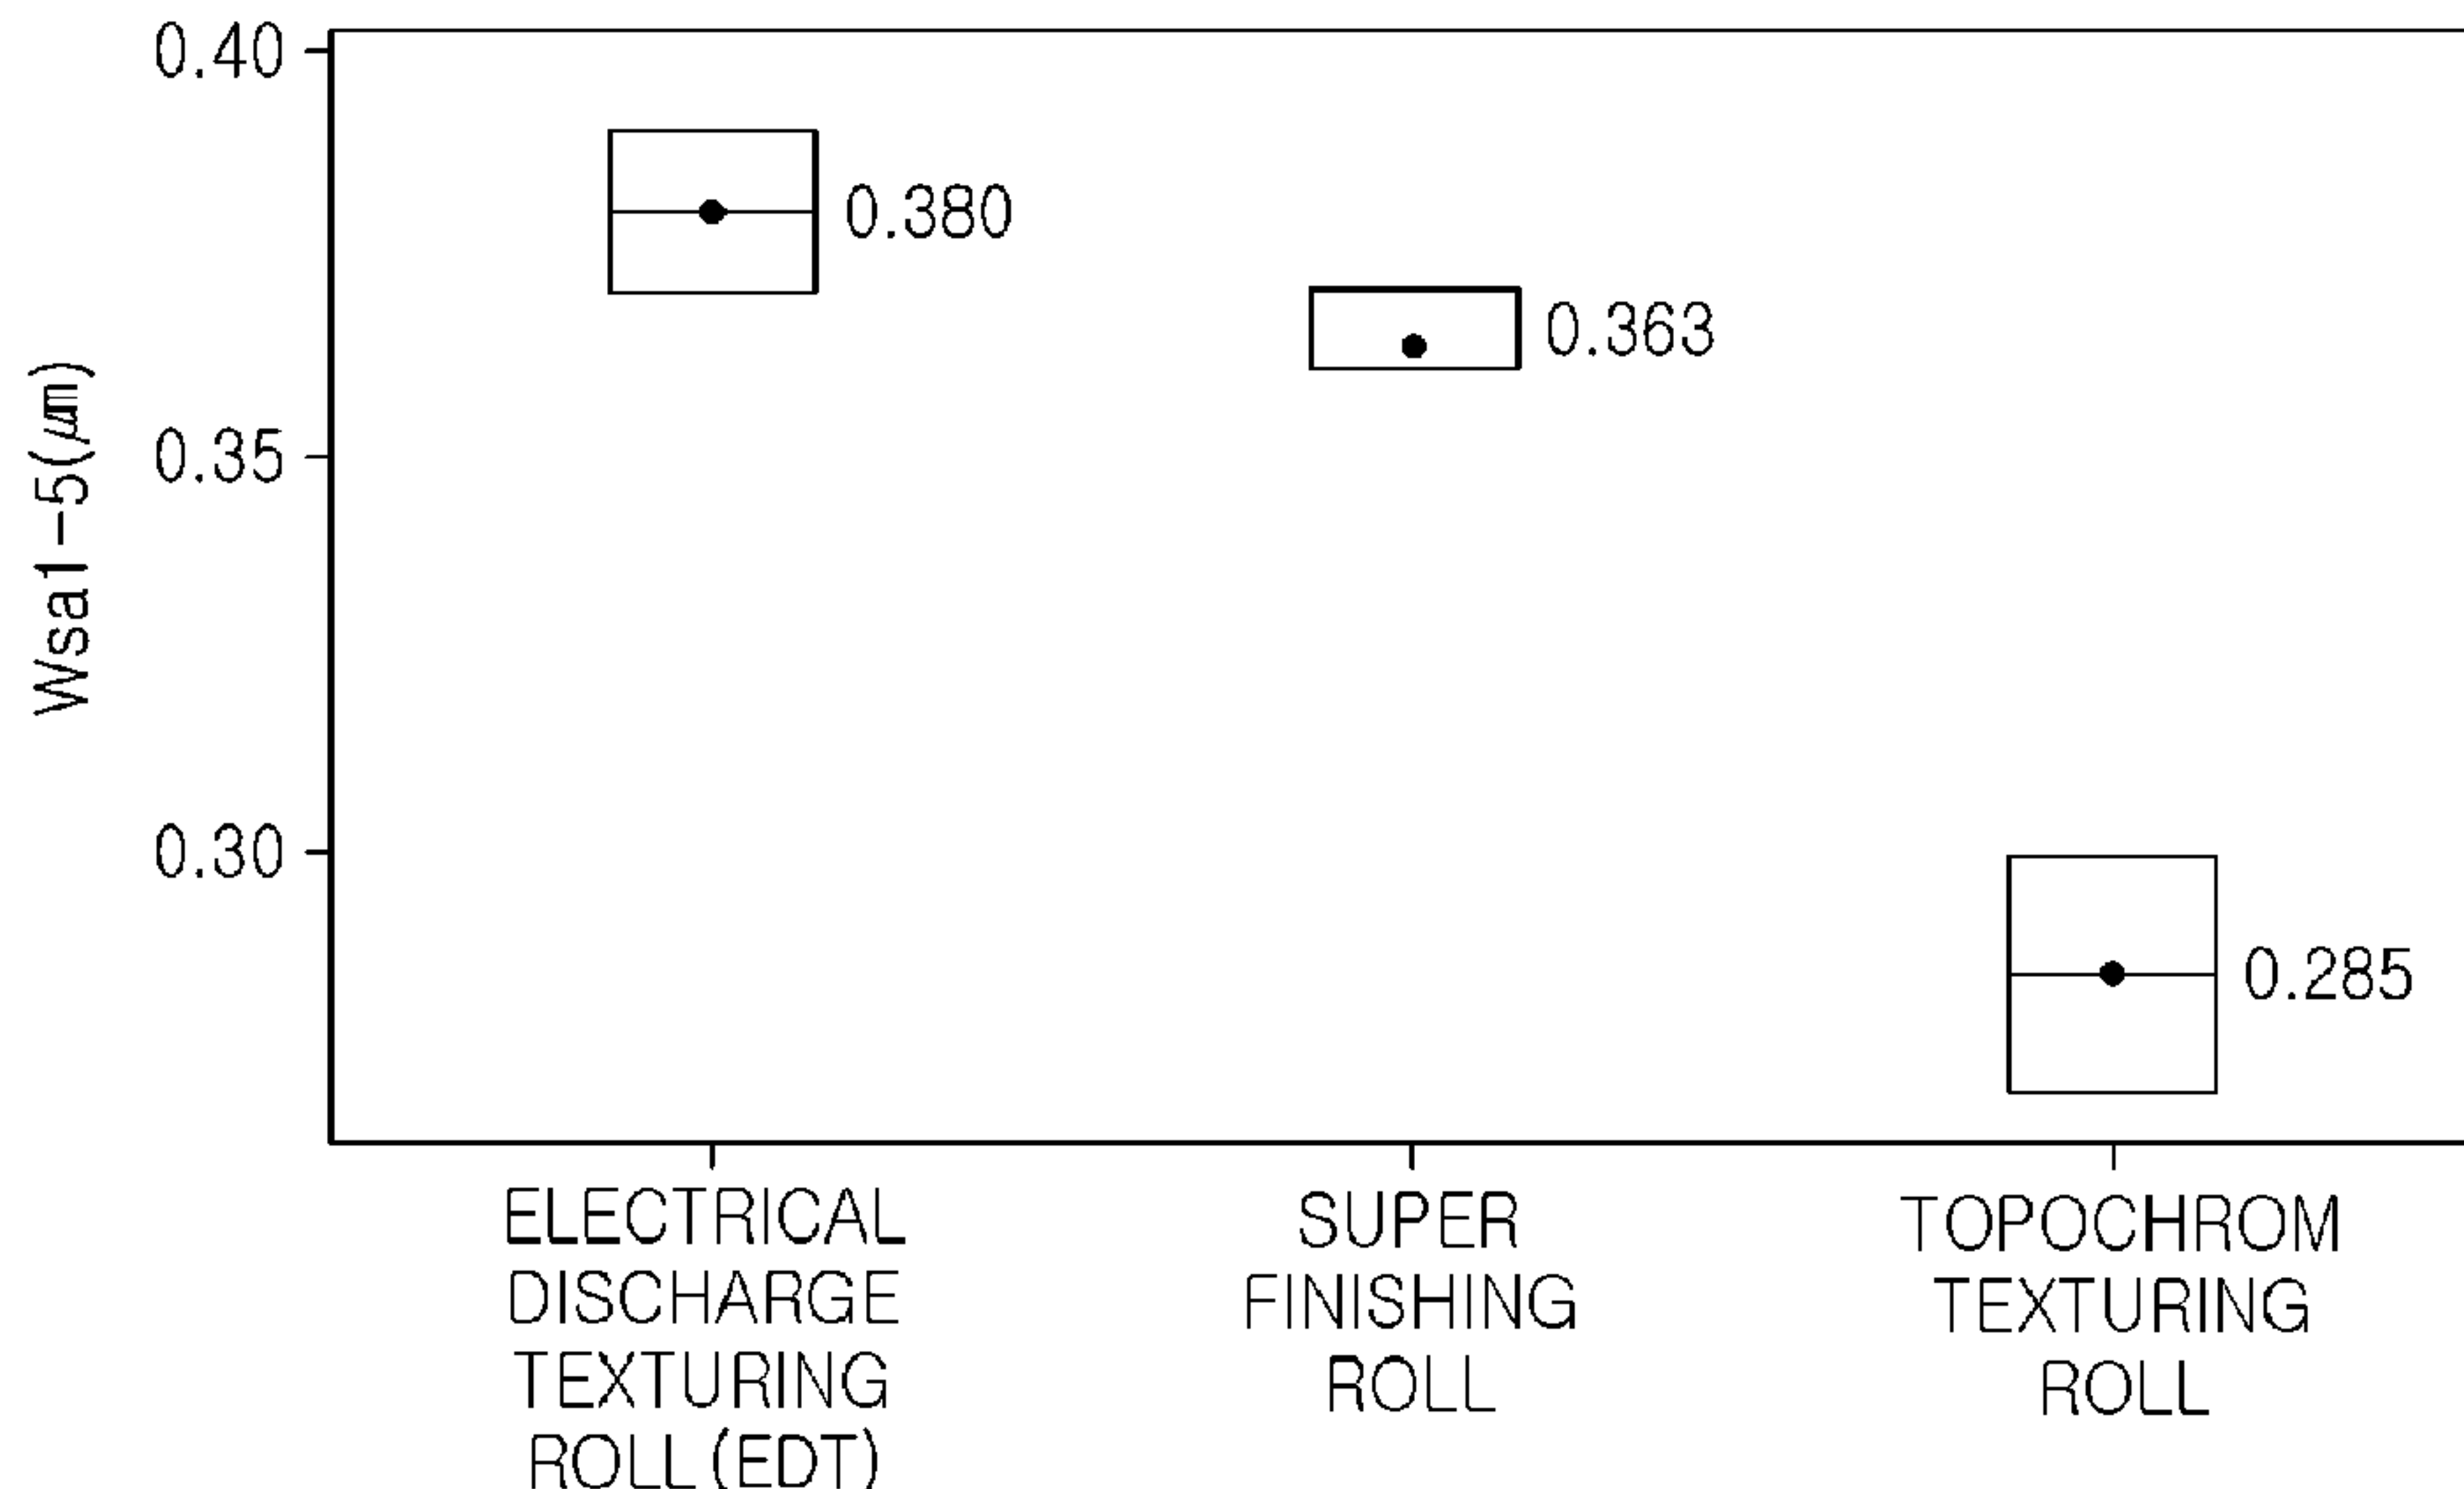 0.40
0.35
0.30
Wsa1-5(㎛)
0.380
0.363
0.285
ELECTRICAL
DISCHARGE
TEXTURING
ROLL(EDT)
SUPER
FINISHING
ROLL
TOPOCHROM
TEXTURING
ROLL